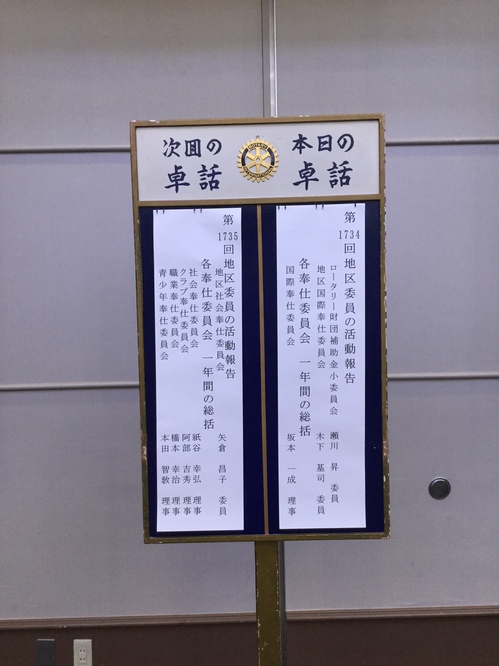 本日の
卓話
第1734回地区委員の活動報告
ロータリー財団補助金小委員会 瀬川 昇 委員
地区国際奉仕委員会 木下 基司 委員
各奉仕委員会 一年間の総括
国際奉仕委員会 坂本 一成 理事
次回の
卓話
第1735回地区委員の活動報告
地区社会奉仕委員会 矢倉 昌子 委員
各奉仕委員会 一年間の総括
社会奉仕委員会 紙谷 幸弘 理事
クラブ奉仕委員会 阿部 吉秀 理事
職業奉仕委員会 橋本 幸治 理事
青少年奉仕委員会 本田 智敎 理事